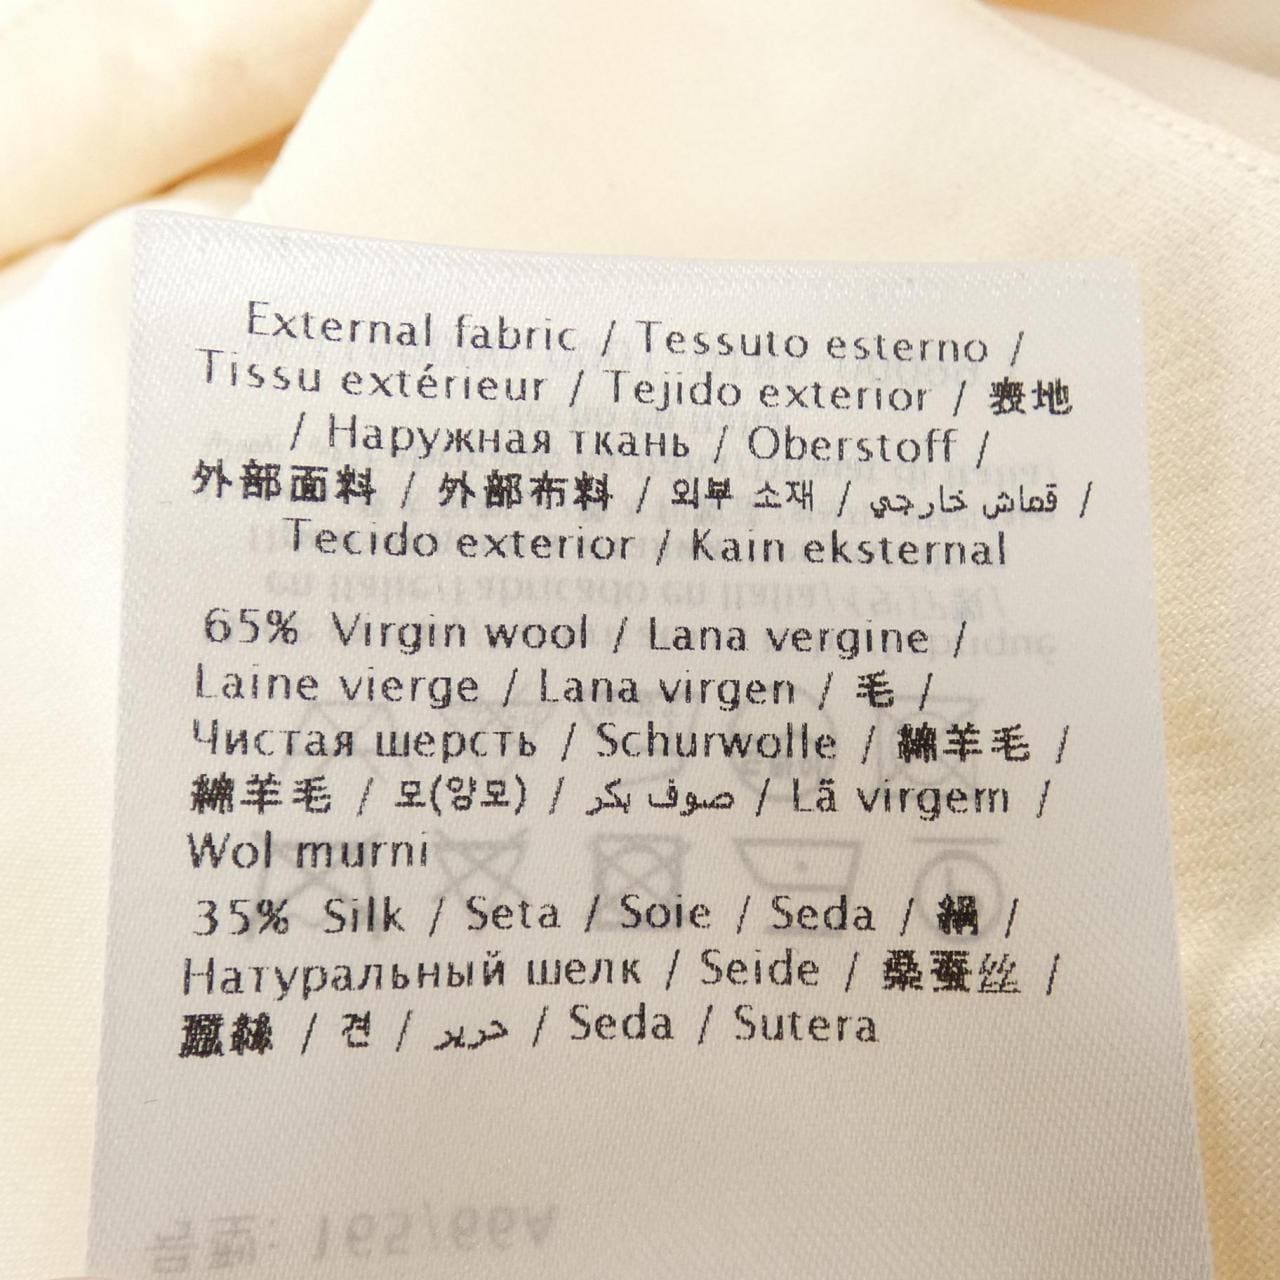 External fabric / Tessuto esterno /
Tissu extérieur / Tejido exterior / 表地
/ Наружная ткань / Oberstoff /
外部面料 / 外部布料 / 외부 소재 / قماش خارجي /
Tecido exterior / Kain eksternal
65% Virgin wool / Lana vergine /
Laine vierge / Lana virgen / 毛 /
Чистая шерсть / Schurwolle / 綿羊毛 /
綿羊毛 / 모(양모) / صوف بكر / Lã virgem /
Wol murni
35% Silk / Seta / Soie / Seda / 絹 /
Натуральный шелк / Seide / 桑蚕丝 /
蠶絲 / 견 / حرير / Seda / Sutera
号型: 165/66A